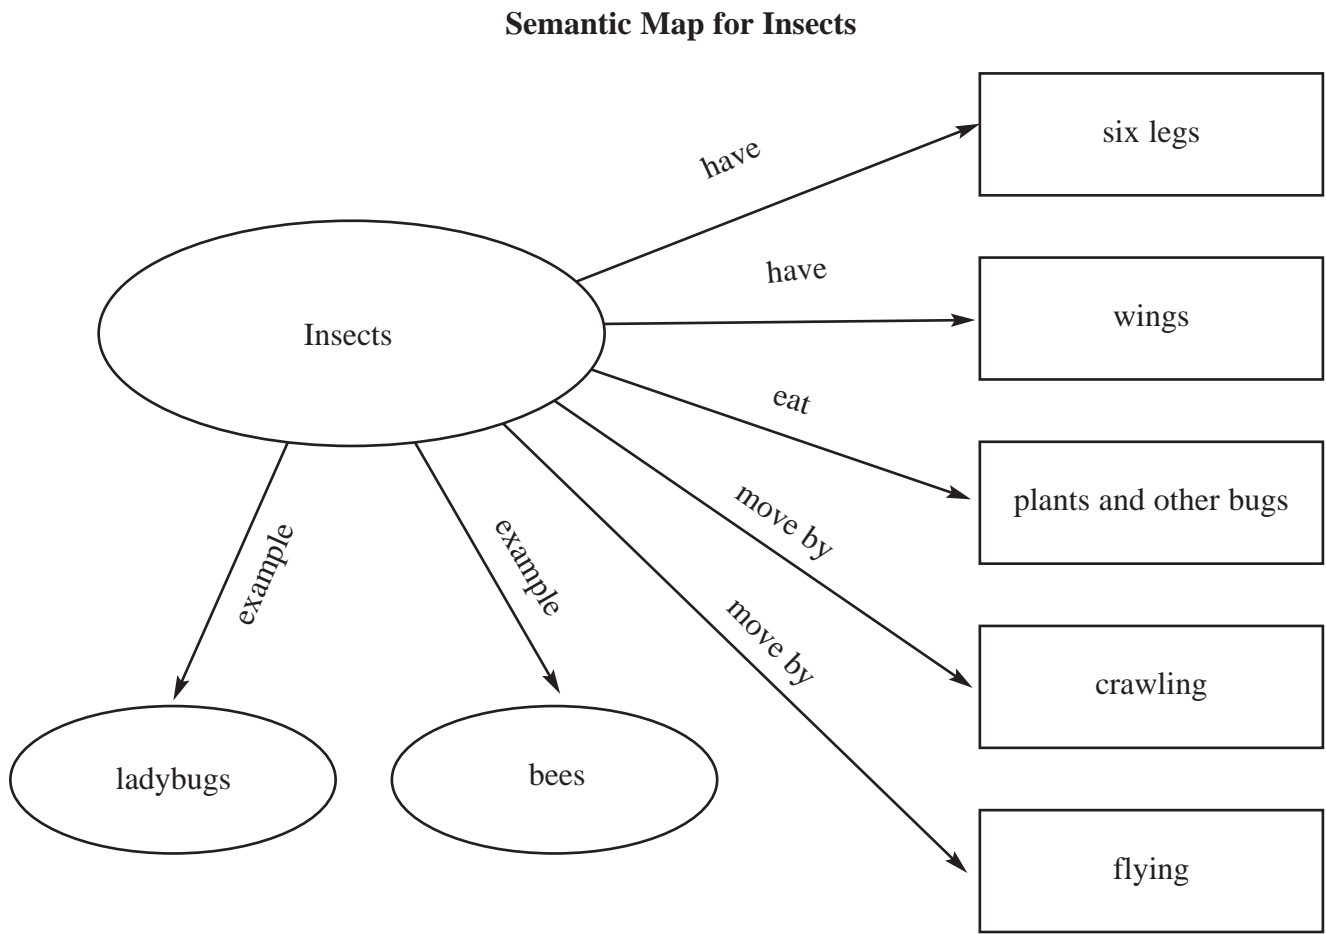 Semantic Map for Insects
have
six legs
have
wings
Insects
eat
plants and other bugs
move by
crawling
move by
flying
example
ladybugs
example
bees